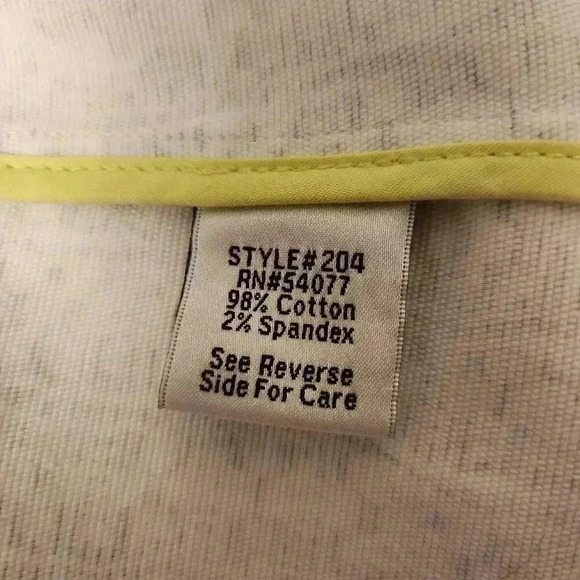 STYLE#204
RN#54077
98% Cotton
2% Spandex
See Reverse
Side For Care